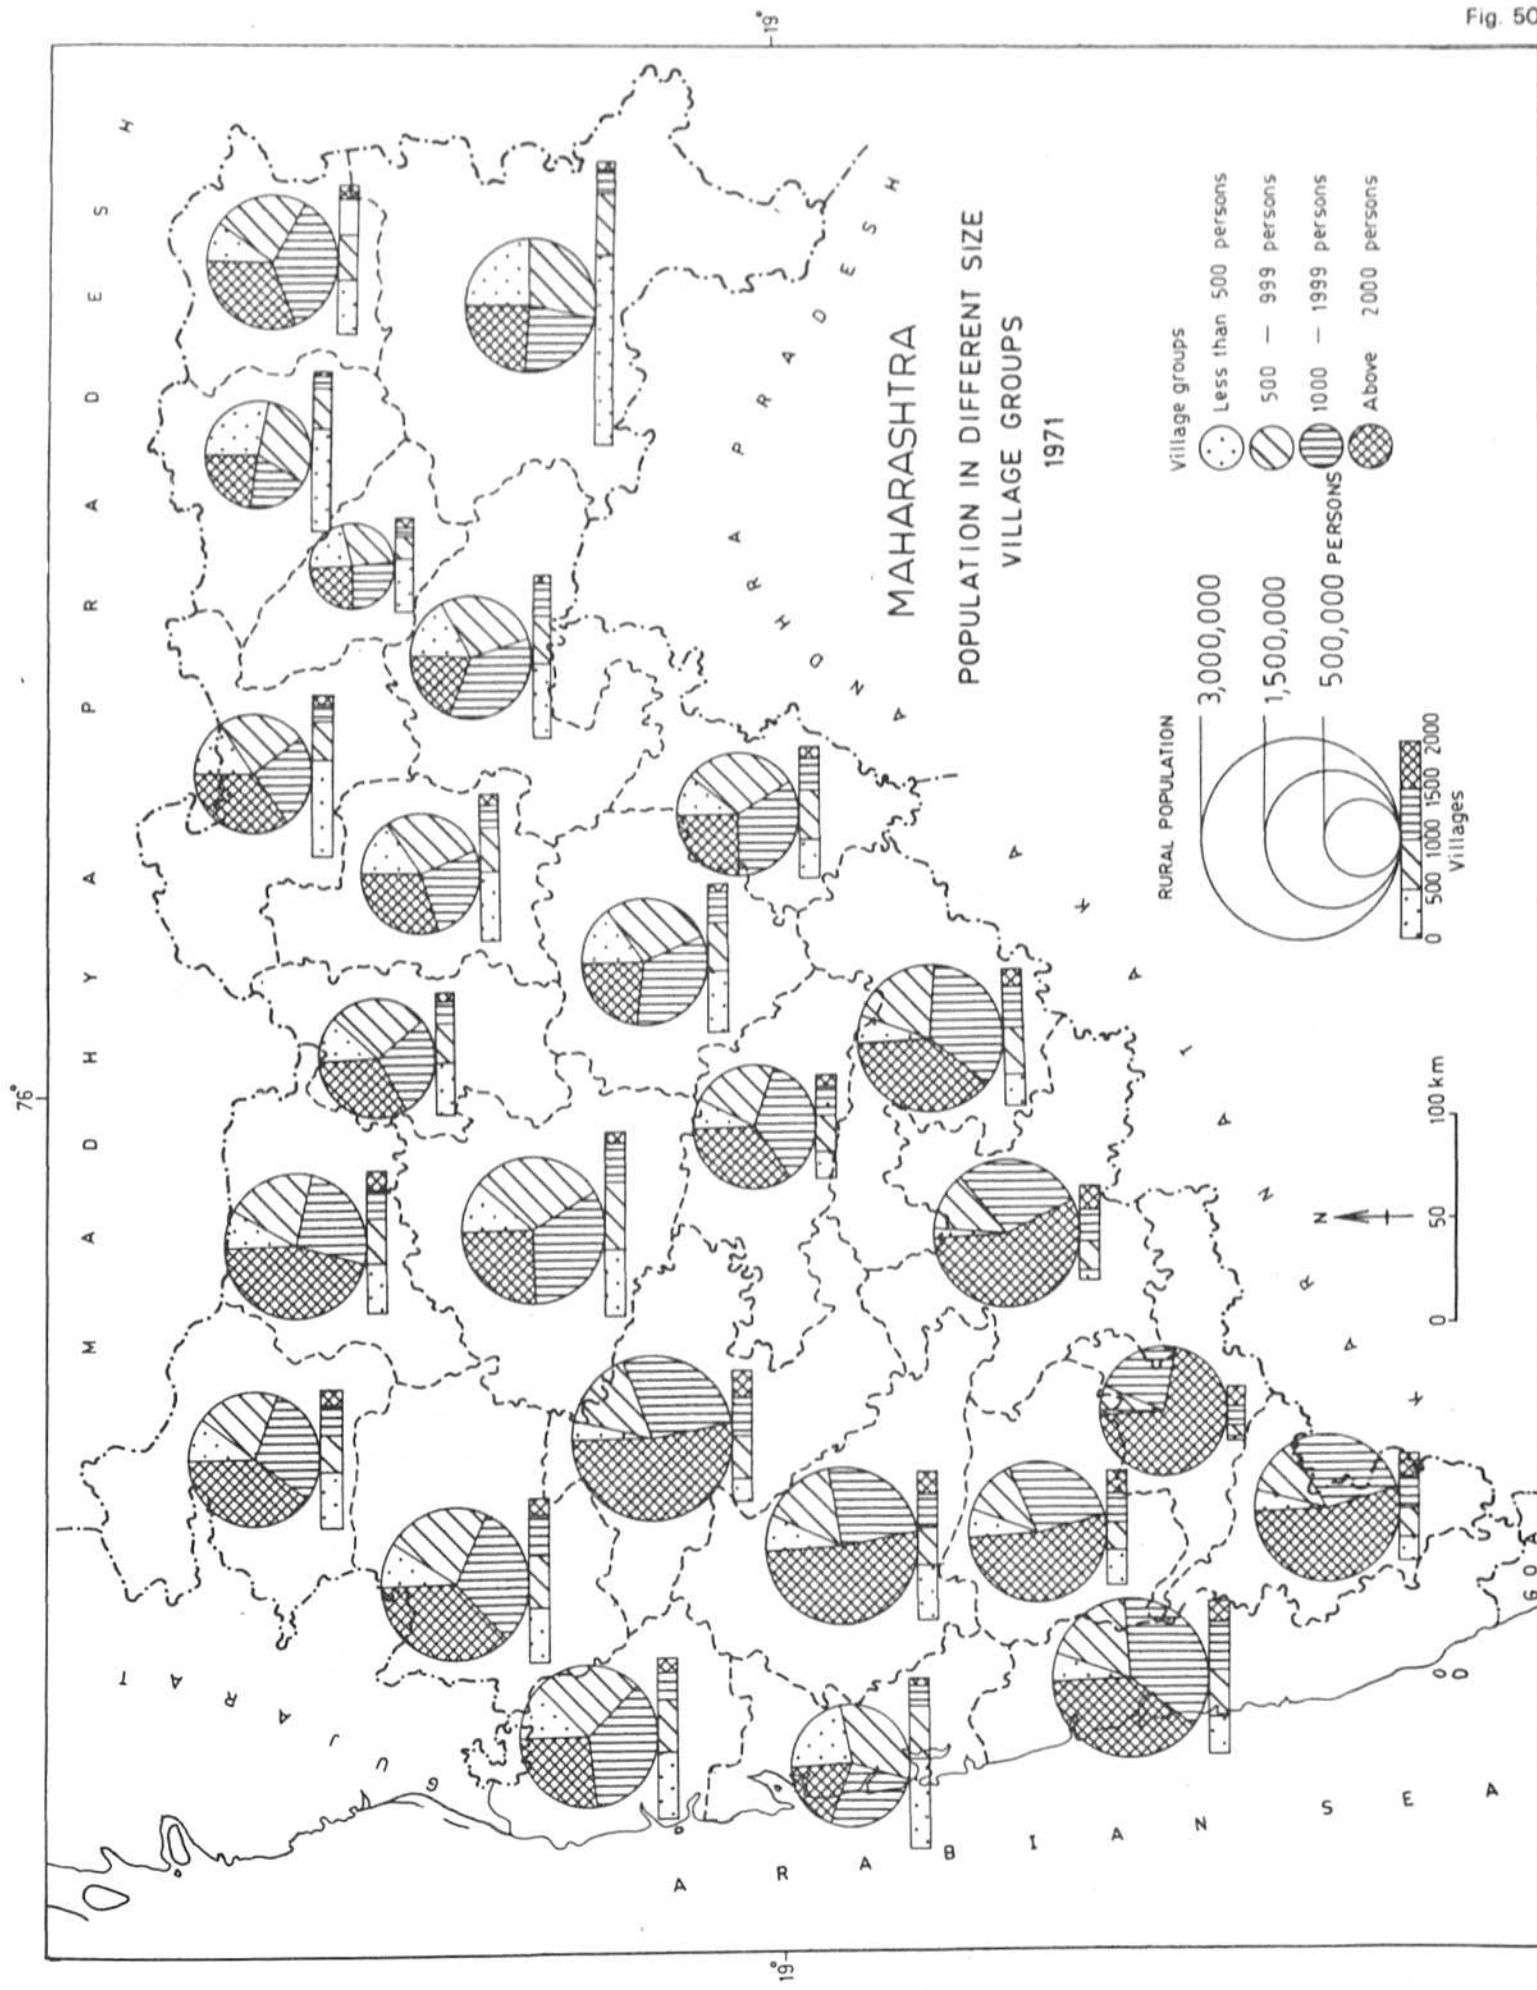 Fig. 50
76°
19°
19°
M A D H Y A P R A D E S H
G U J A R A T
A R A B I A N S E A
GOA
K A R N A T A K A
A N D H R A P R A D E S H
MAHARASHTRA
POPULATION IN DIFFERENT SIZE
VILLAGE GROUPS
1971
RURAL POPULATION
3,000,000
1,500,000
500,000 PERSONS
0 500 1000 1500 2000
Villages
Village groups
Less than 500 persons
500 — 999 persons
1000 — 1999 persons
Above 2000 persons
N
0 50 100 km